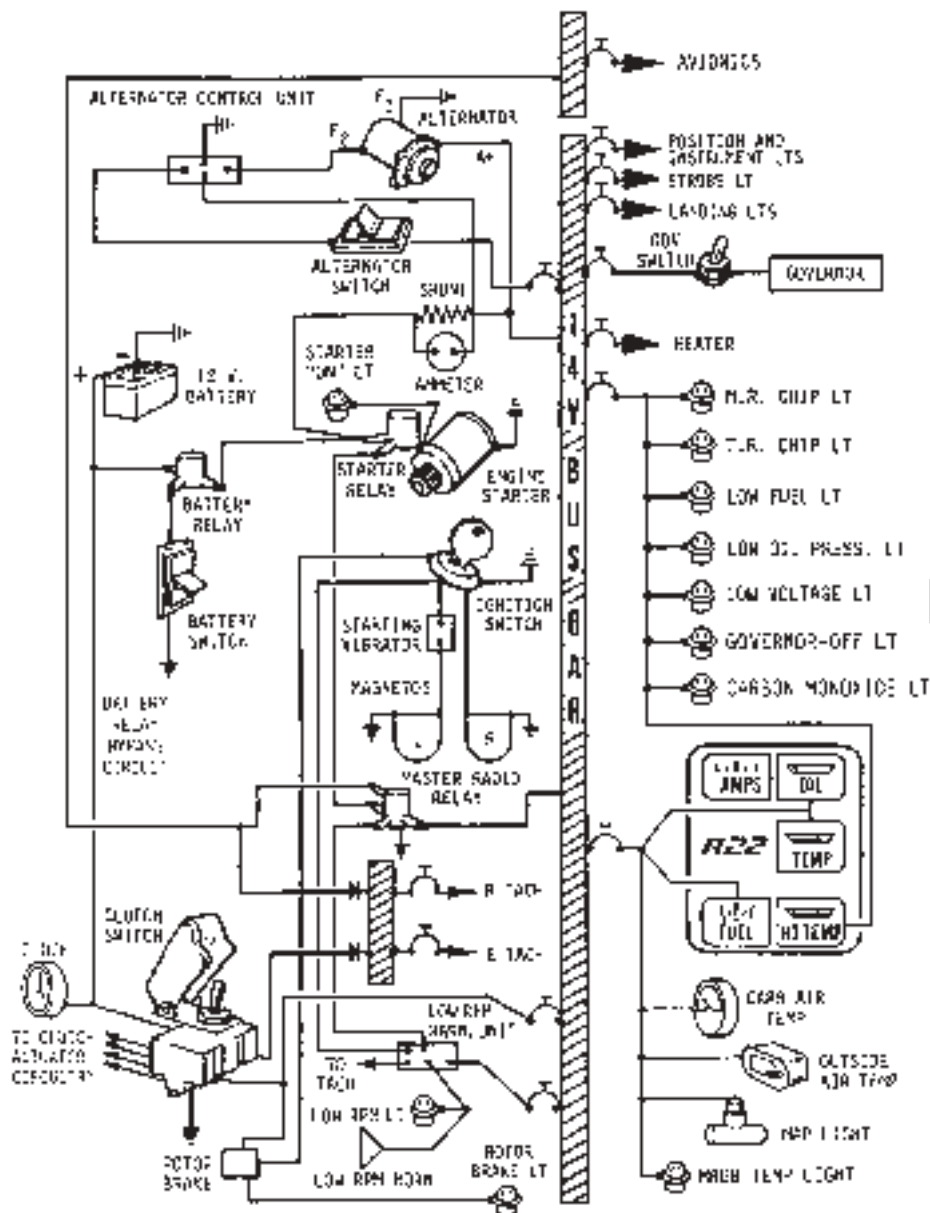 AVIONICS
ALTERNATOR CONTROL UNIT
F1
ALTERNATOR
F2
A+
POSITION AND
INSTRUMENT LTS
STROBE LT
LANDING LTS
GOV
SWITCH
GOVERNOR
ALTERNATOR
SWITCH
SHUNT
HEATER
AMMETER
STARTER
+
-
12 V.
BATTERY
14 V BUS BAR
M.R. CHIP LT
T.R. CHIP LT
LOW FUEL LT
LOW OIL PRESS. LT
LOW VOLTAGE LT
GOVERNOR-OFF LT
CARBON MONOXIDE LT
STARTER
RELAY
ENGINE
STARTER
BATTERY
RELAY
IGNITION
SWITCH
BATTERY
SWITCH
STARTING
VIBRATOR
MAGNETOS
BATTERY
RELAY
BYPASS
CIRCUIT
MASTER RADIO
RELAY
AMPS
OIL
R22
TEMP
FUEL
R TACH
E TACH
CLUTCH
SWITCH
CLOCK
TO CLUTCH
ACTUATOR
CIRCUITRY
LOW RPM
WARN. UNIT
TO
TACH
LOW RPM LT
LOW RPM HORN
ROTOR
BRAKE
ROTOR
BRAKE LT
CARB AIR
TEMP
OUTSIDE
AIR TEMP
MAP LIGHT
TEMP LIGHT